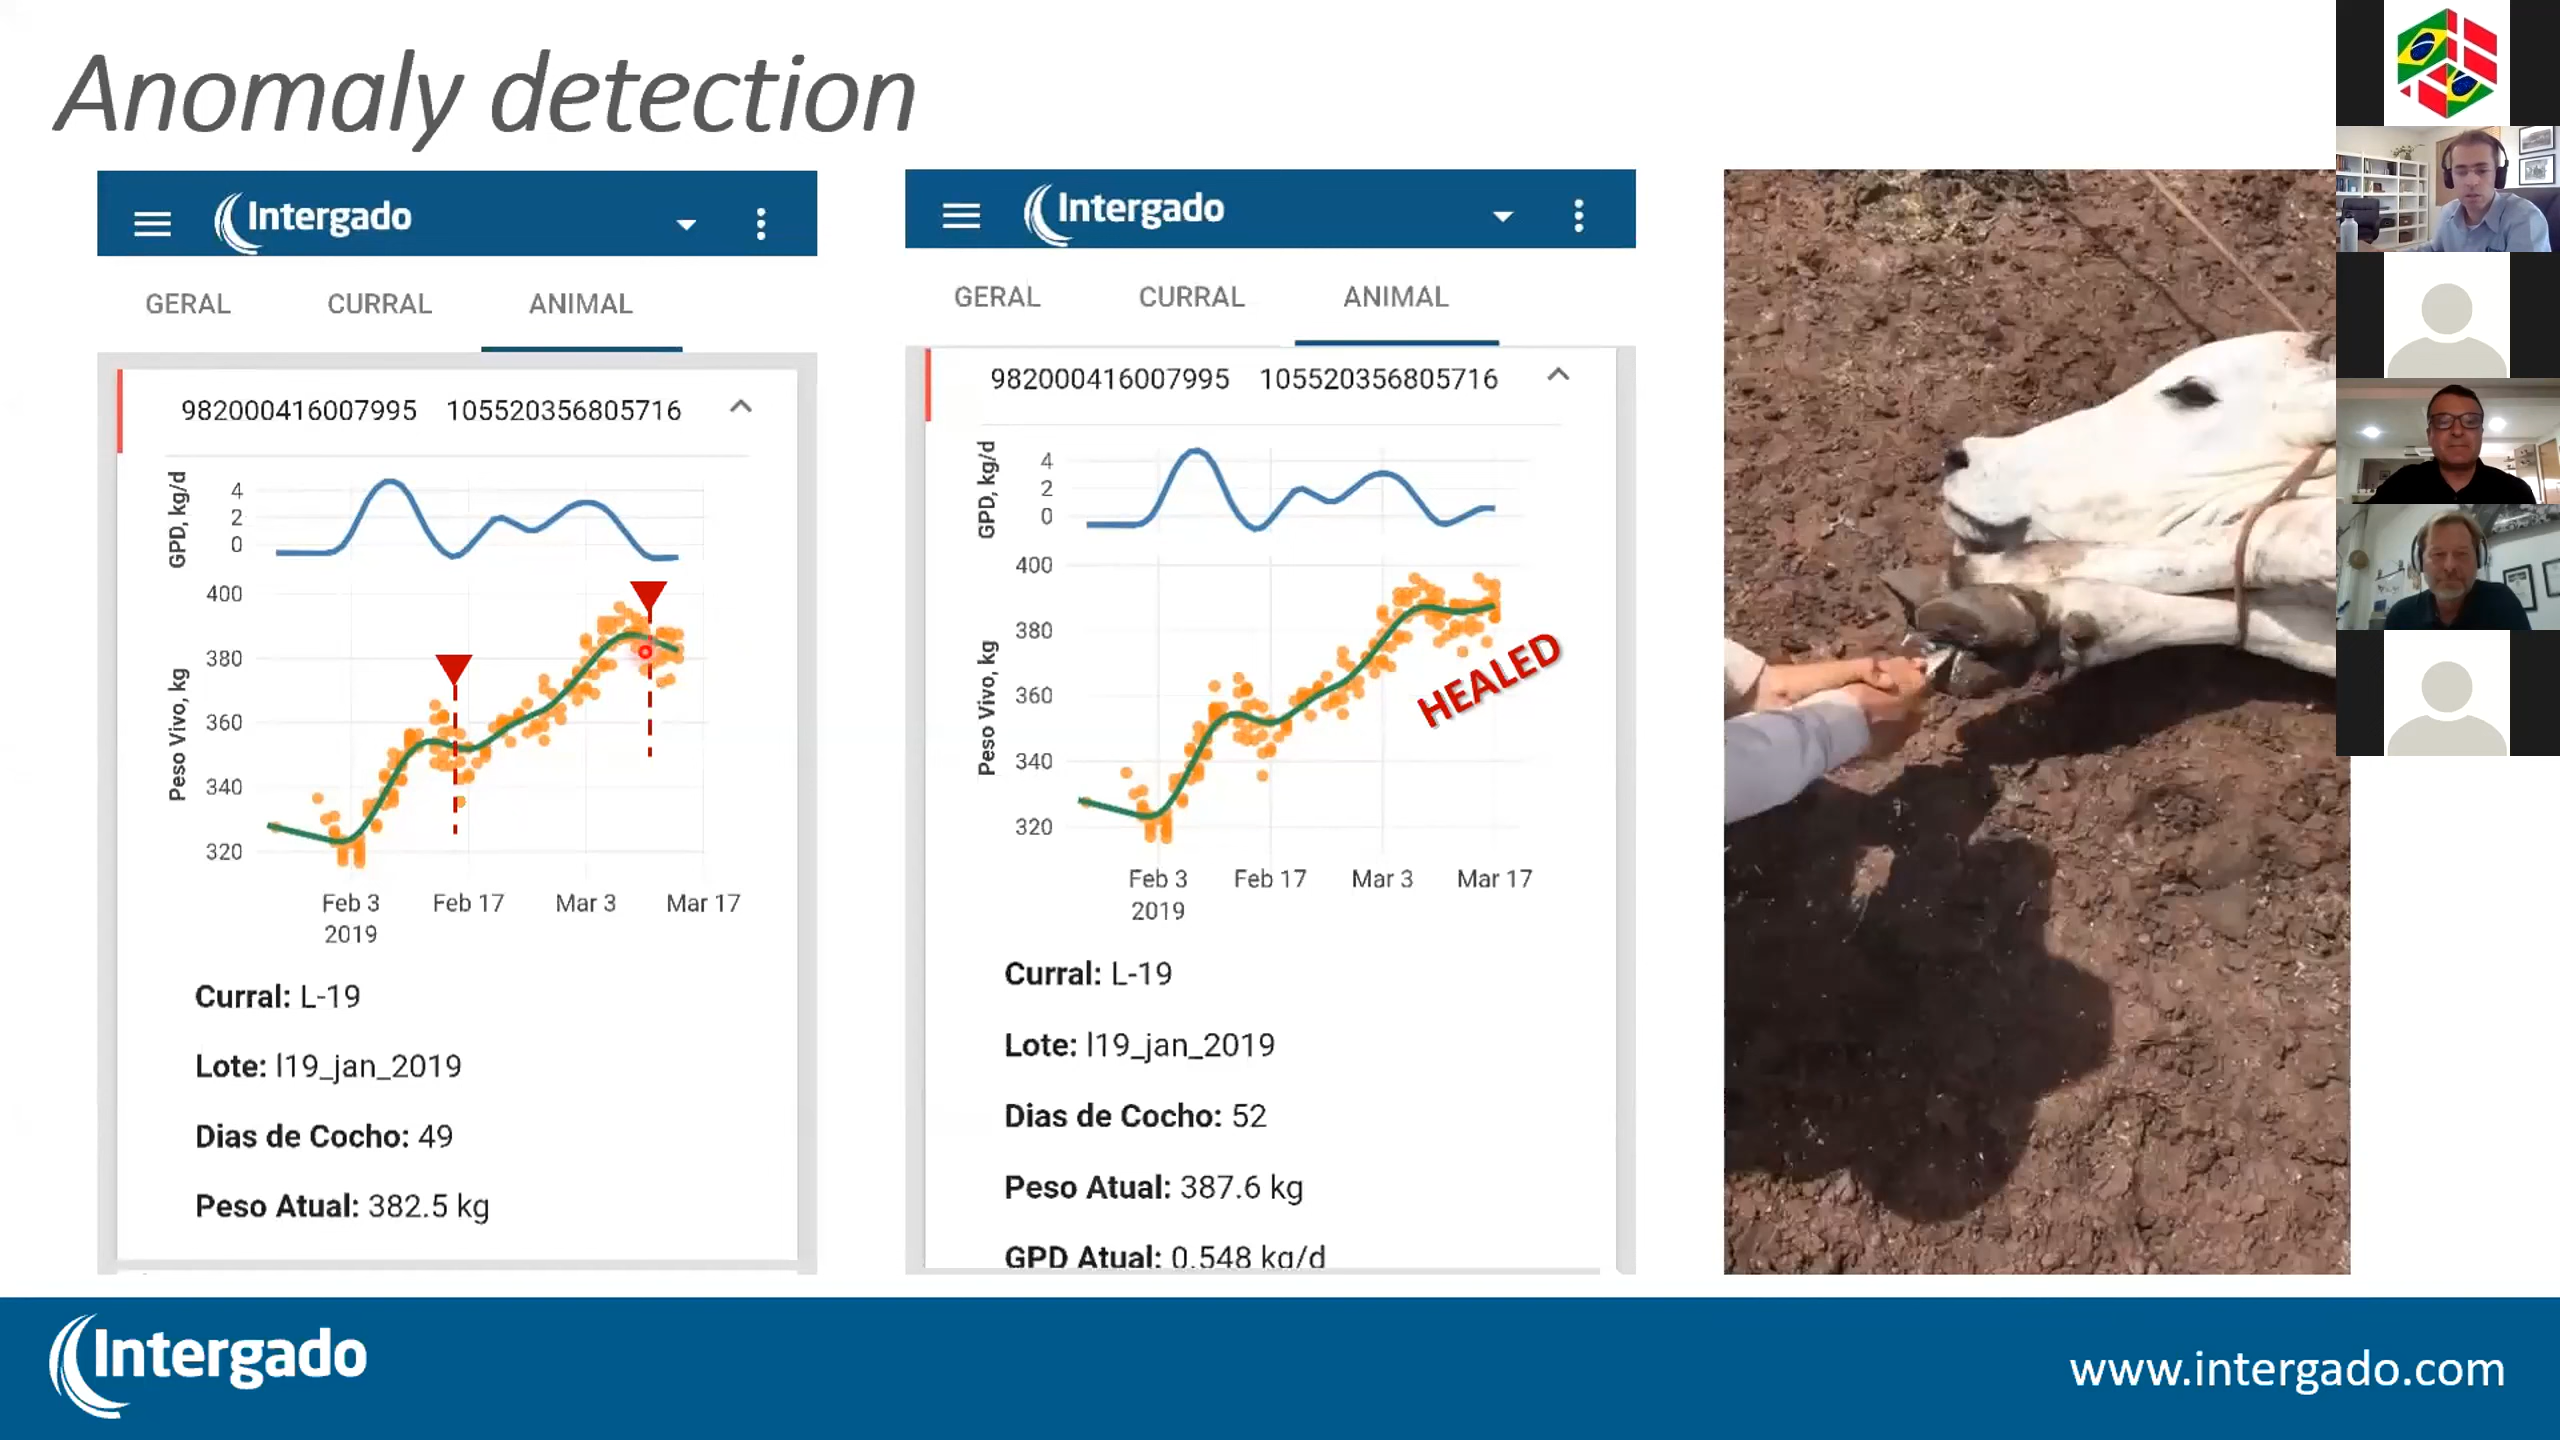 Anomaly detection
Intergado
GERAL CURRAL ANIMAL
982000416007995 105520356805716
GPD, kg/d
4
2
0
Peso Vivo, kg
400
380
360
340
320
Feb 3 Feb 17 Mar 3 Mar 17
2019
Curral: L-19
Lote: l19_jan_2019
Dias de Cocho: 49
Peso Atual: 382.5 kg
Intergado
GERAL CURRAL ANIMAL
982000416007995 105520356805716
GPD, kg/d
4
2
0
Peso Vivo, kg
400
380
360
340
320
HEALED
Feb 3 Feb 17 Mar 3 Mar 17
2019
Curral: L-19
Lote: l19_jan_2019
Dias de Cocho: 52
Peso Atual: 387.6 kg
GPD Atual: 0.548 kg/d
Intergado
www.intergado.com